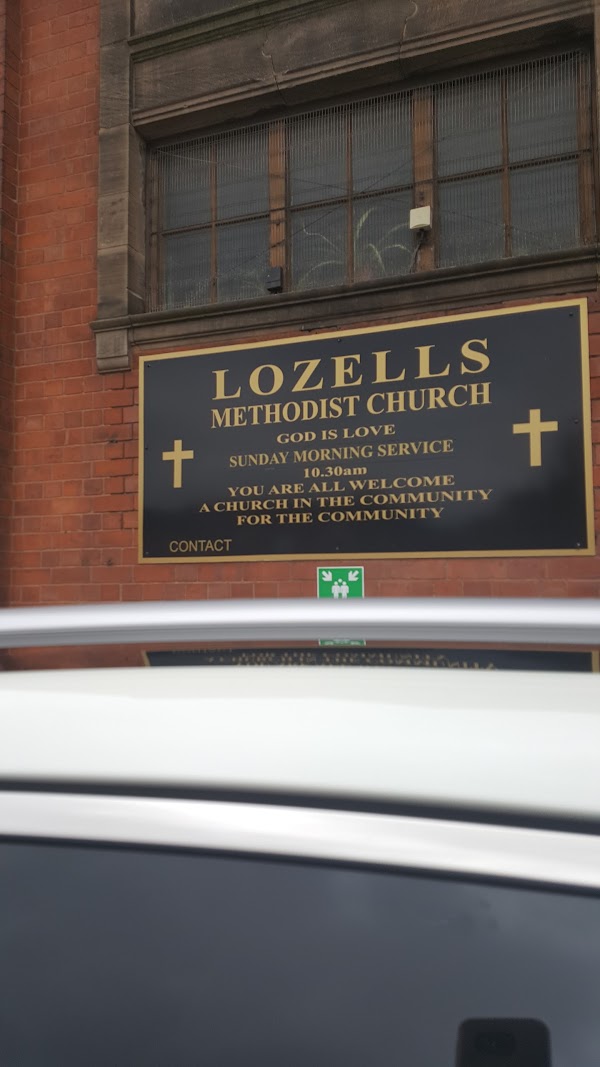 LOZELLS
METHODIST CHURCH
GOD IS LOVE
SUNDAY MORNING SERVICE
10.30am
YOU ARE ALL WELCOME
A CHURCH IN THE COMMUNITY
FOR THE COMMUNITY
CONTACT